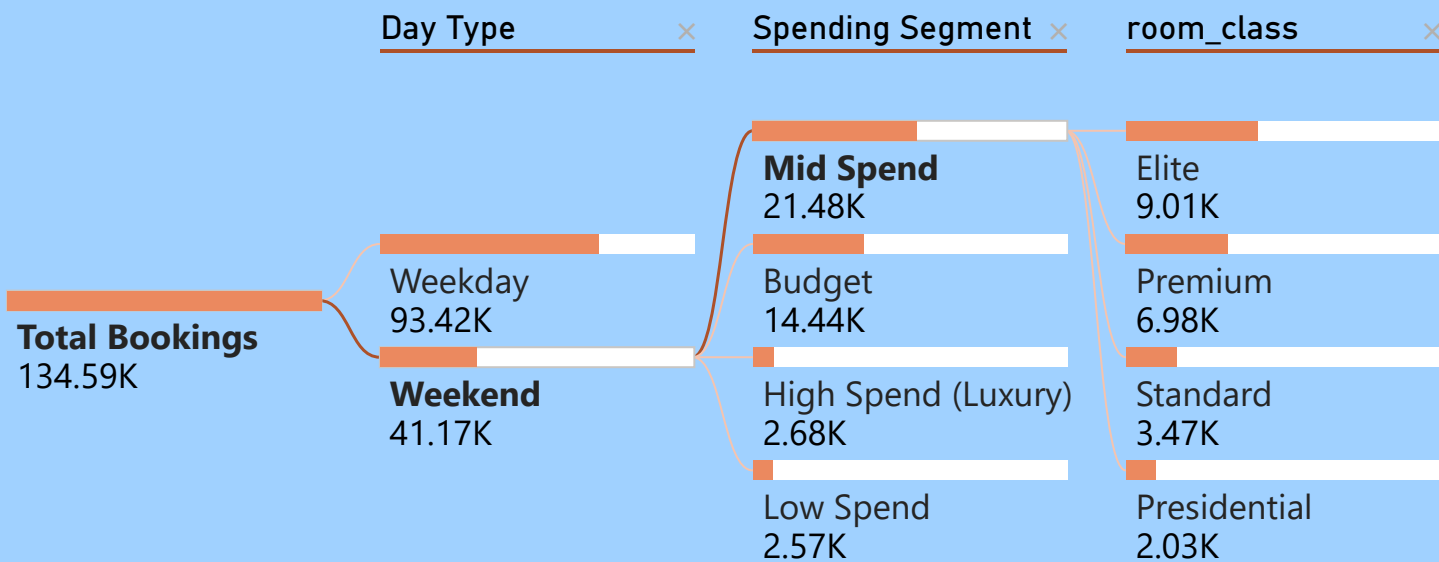 Day Type
Spending Segment
room_class
Total Bookings
134.59K
Weekday
93.42K
Weekend
41.17K
Mid Spend
21.48K
Budget
14.44K
High Spend (Luxury)
2.68K
Low Spend
2.57K
Elite
9.01K
Premium
6.98K
Standard
3.47K
Presidential
2.03K